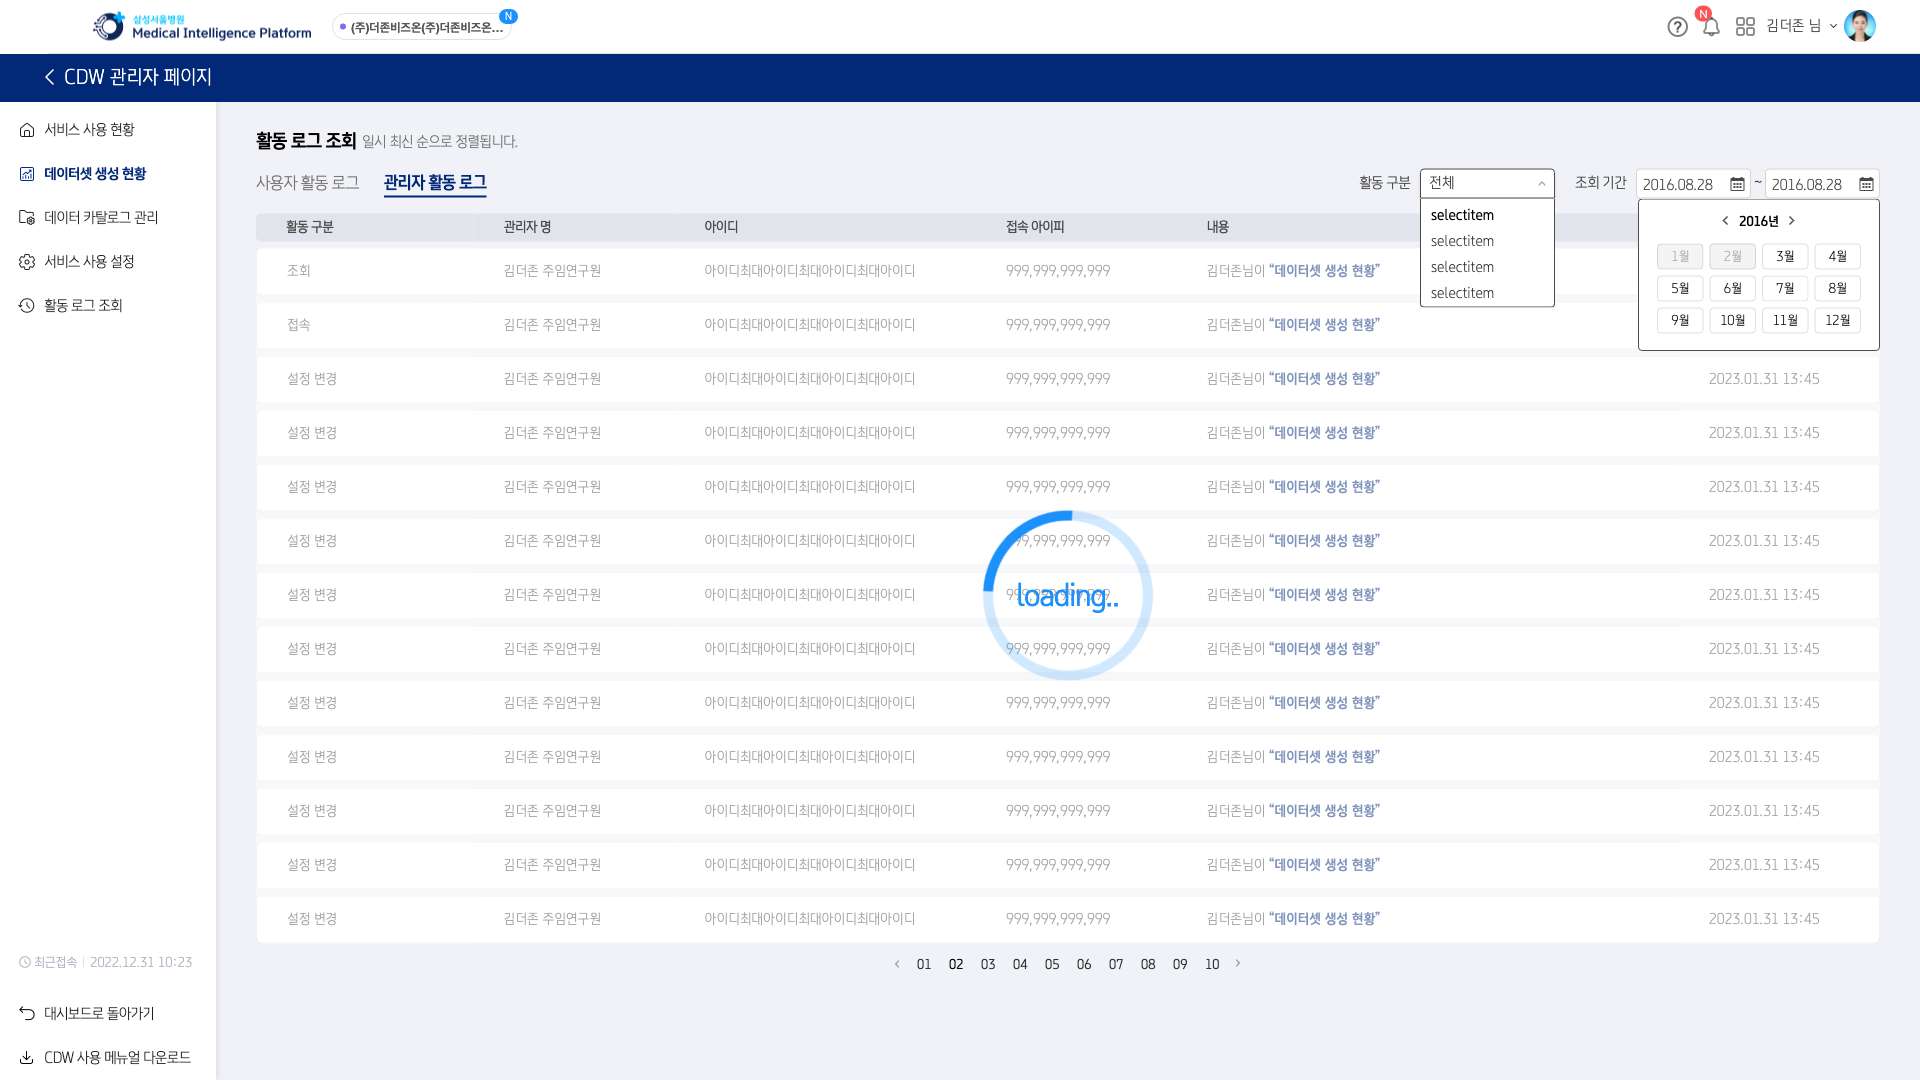 삼성서울병원
Medical Intelligence Platform
(주)더존비즈온(주)더존비즈온...
N
N
김더존 님
CDW 관리자 페이지
서비스 사용 현황
데이터셋 생성 현황
데이터 카탈로그 관리
서비스 사용 설정
활동 로그 조회
최근접속 | 2022.12.31 10:23
대시보드로 돌아가기
CDW 사용 메뉴얼 다운로드
활동 로그 조회 일시 최신 순으로 정렬됩니다.
사용자 활동 로그 관리자 활동 로그
활동 구분 전체 조회 기간 2016.08.28 ~ 2016.08.28
selectitem
selectitem
selectitem
selectitem
2016년
1월 2월 3월 4월
5월 6월 7월 8월
9월 10월 11월 12월
활동 구분 관리자 명 아이디 접속 아이피 내용
조회 김더존 주임연구원 아이디최대아이디최대아이디최대아이디 999,999,999,999 김더존님이 “데이터셋 생성 현황”
접속 김더존 주임연구원 아이디최대아이디최대아이디최대아이디 999,999,999,999 김더존님이 “데이터셋 생성 현황”
설정 변경 김더존 주임연구원 아이디최대아이디최대아이디최대아이디 999,999,999,999 김더존님이 “데이터셋 생성 현황” 2023.01.31 13:45
설정 변경 김더존 주임연구원 아이디최대아이디최대아이디최대아이디 999,999,999,999 김더존님이 “데이터셋 생성 현황” 2023.01.31 13:45
설정 변경 김더존 주임연구원 아이디최대아이디최대아이디최대아이디 999,999,999,999 김더존님이 “데이터셋 생성 현황” 2023.01.31 13:45
설정 변경 김더존 주임연구원 아이디최대아이디최대아이디최대아이디 999,999,999,999 김더존님이 “데이터셋 생성 현황” 2023.01.31 13:45
설정 변경 김더존 주임연구원 아이디최대아이디최대아이디최대아이디 999,999,999,999 김더존님이 “데이터셋 생성 현황” 2023.01.31 13:45
loading..
설정 변경 김더존 주임연구원 아이디최대아이디최대아이디최대아이디 999,999,999,999 김더존님이 “데이터셋 생성 현황” 2023.01.31 13:45
설정 변경 김더존 주임연구원 아이디최대아이디최대아이디최대아이디 999,999,999,999 김더존님이 “데이터셋 생성 현황” 2023.01.31 13:45
설정 변경 김더존 주임연구원 아이디최대아이디최대아이디최대아이디 999,999,999,999 김더존님이 “데이터셋 생성 현황” 2023.01.31 13:45
설정 변경 김더존 주임연구원 아이디최대아이디최대아이디최대아이디 999,999,999,999 김더존님이 “데이터셋 생성 현황” 2023.01.31 13:45
설정 변경 김더존 주임연구원 아이디최대아이디최대아이디최대아이디 999,999,999,999 김더존님이 “데이터셋 생성 현황” 2023.01.31 13:45
설정 변경 김더존 주임연구원 아이디최대아이디최대아이디최대아이디 999,999,999,999 김더존님이 “데이터셋 생성 현황” 2023.01.31 13:45
01 02 03 04 05 06 07 08 09 10